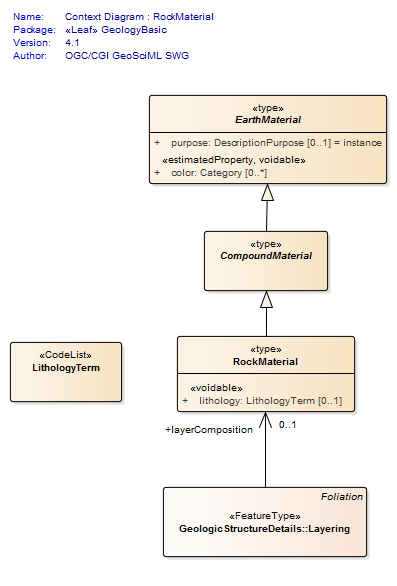 Name: Context Diagram : RockMaterial
Package: «Leaf» GeologyBasic
Version: 4.1
Author: OGC/CGI GeoSciML SWG
«type»
EarthMaterial
+ purpose: DescriptionPurpose [0..1] = instance
«estimatedProperty, voidable»
+ color: Category [0..*]
«type»
CompoundMaterial
«CodeList»
LithologyTerm
«type»
RockMaterial
«voidable»
+ lithology: LithologyTerm [0..1]
+layerComposition
0..1
Foliation
«FeatureType»
GeologicStructureDetails::Layering